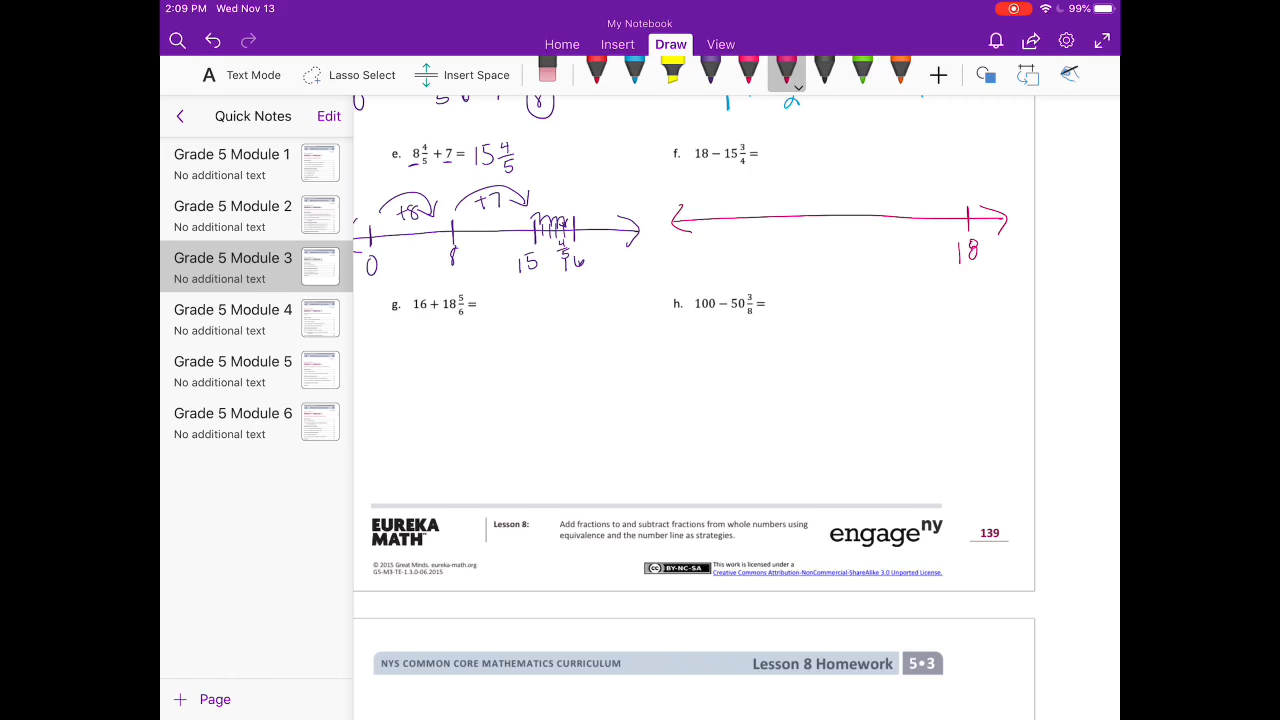 2:09 PM Wed Nov 13
99%
My Notebook
Home Insert Draw View
A Text Mode Lasso Select Insert Space
Quick Notes Edit
Grade 5 Module 1
No additional text
Grade 5 Module 2
No additional text
Grade 5 Module 3
No additional text
Grade 5 Module 4
No additional text
Grade 5 Module 5
No additional text
Grade 5 Module 6
No additional text
+ Page
e. 8 4/5 + 7 = 15 4/5
8 7
0 8 15 4/5 16
f. 18 − 15 3/4 =
18
g. 16 + 18 5/6 =
h. 100 − 50 3/8 =
EUREKA MATH™
Lesson 8: Add fractions to and subtract fractions from whole numbers using
equivalence and the number line as strategies.
engage ny
139
© 2015 Great Minds. eureka-math.org
G5-M3-TE-1.3.0-06.2015
CC BY-NC-SA
This work is licensed under a
Creative Commons Attribution-NonCommercial-ShareAlike 3.0 Unported License.
NYS COMMON CORE MATHEMATICS CURRICULUM
Lesson 8 Homework 5•3